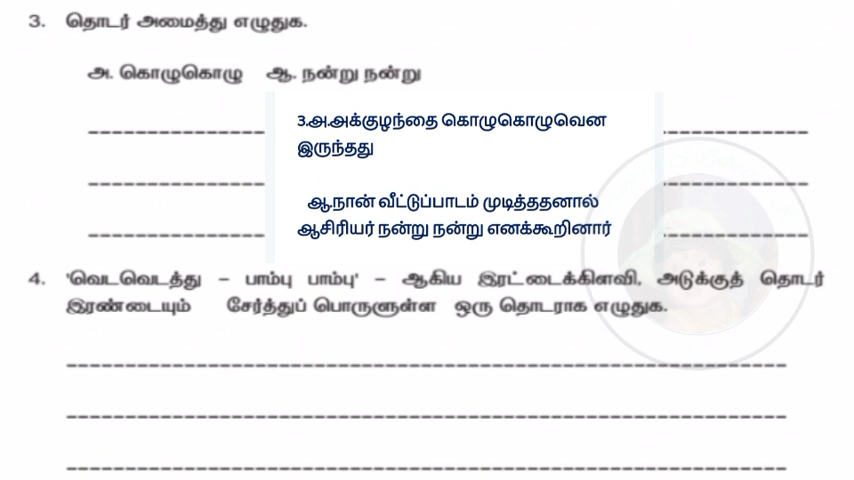 3. தொடர் அமைத்து எழுதுக.
அ. கொழுகொழு ஆ. நன்று நன்று
3.அ.அக்குழந்தை கொழுகொழுவென
இருந்தது
ஆ.நான் வீட்டுப்பாடம் முடித்ததனால்
ஆசிரியர் நன்று நன்று எனக்கூறினார்
4. 'வெடவெடத்து – பாம்பு பாம்பு' – ஆகிய இரட்டைக்கிளவி, அடுக்குத் தொடர்
இரண்டையும் சேர்த்துப் பொருளுள்ள ஒரு தொடராக எழுதுக.